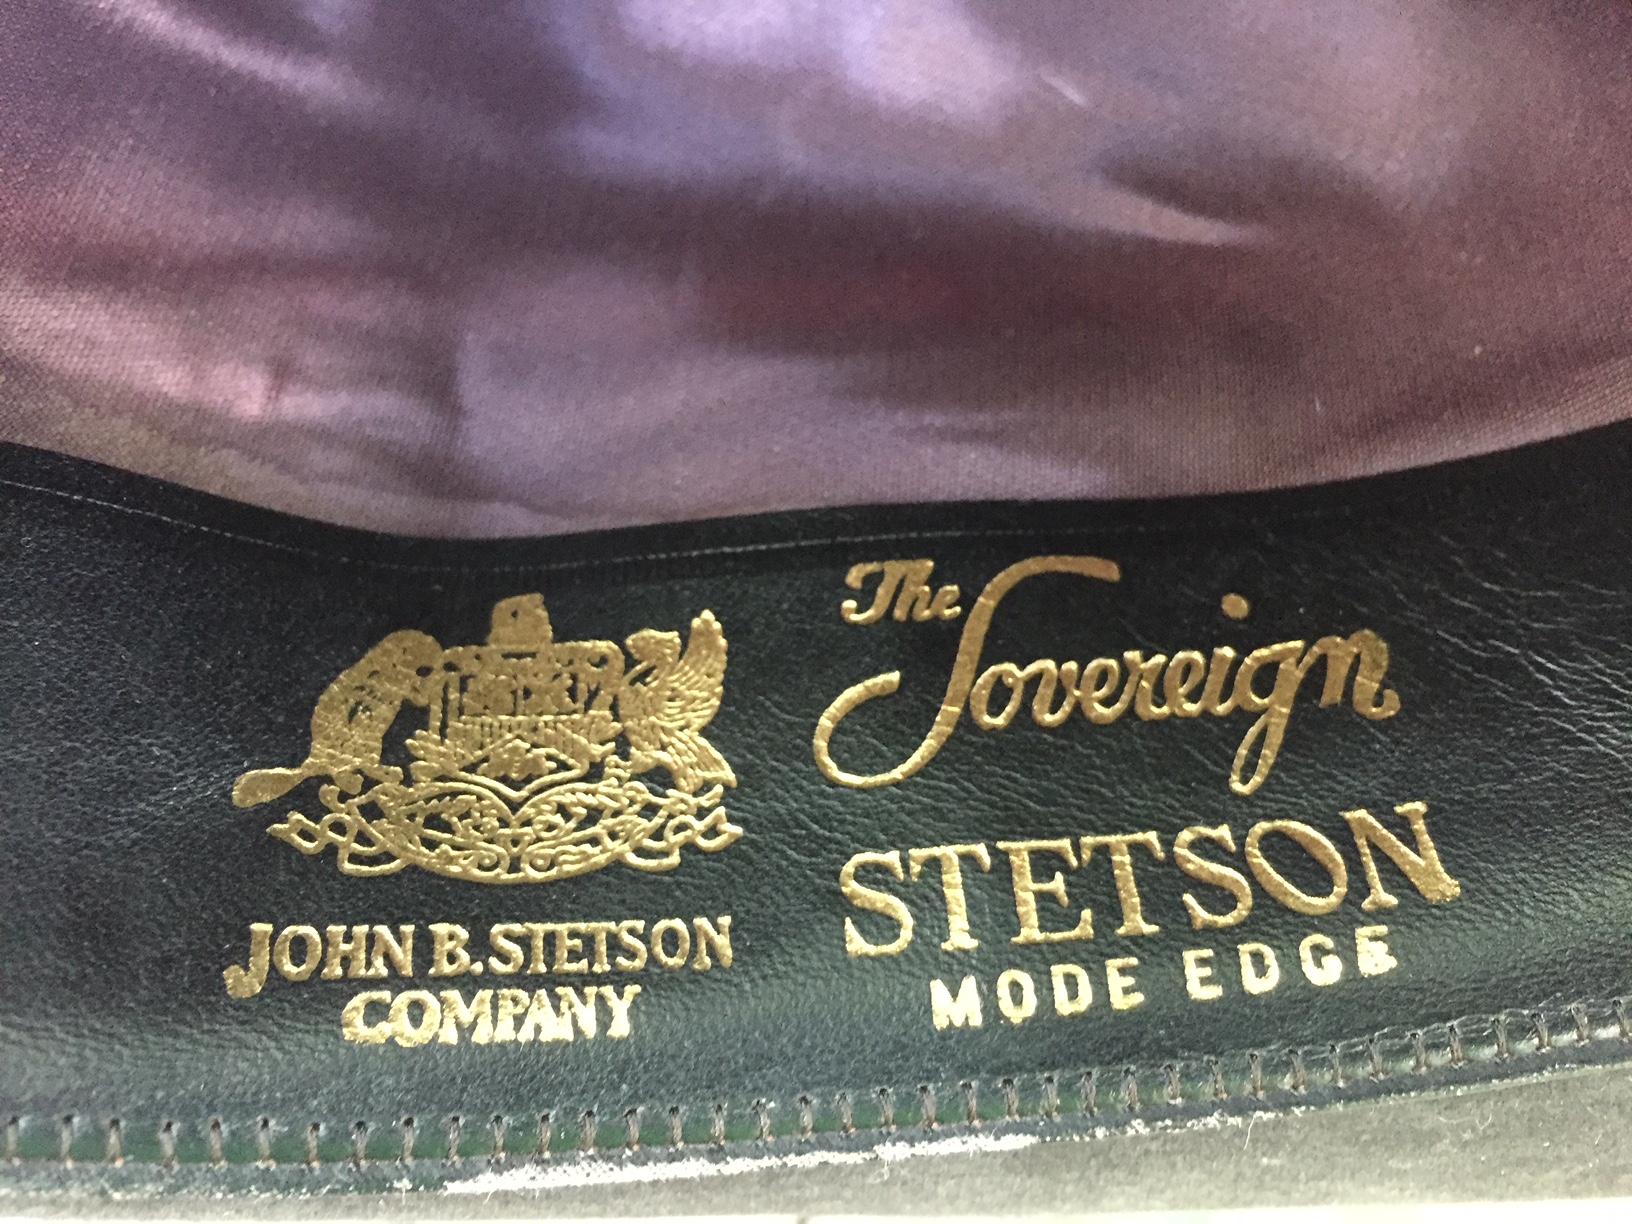 The Sovereign
STETSON
MODE EDGE
JOHN B. STETSON
COMPANY